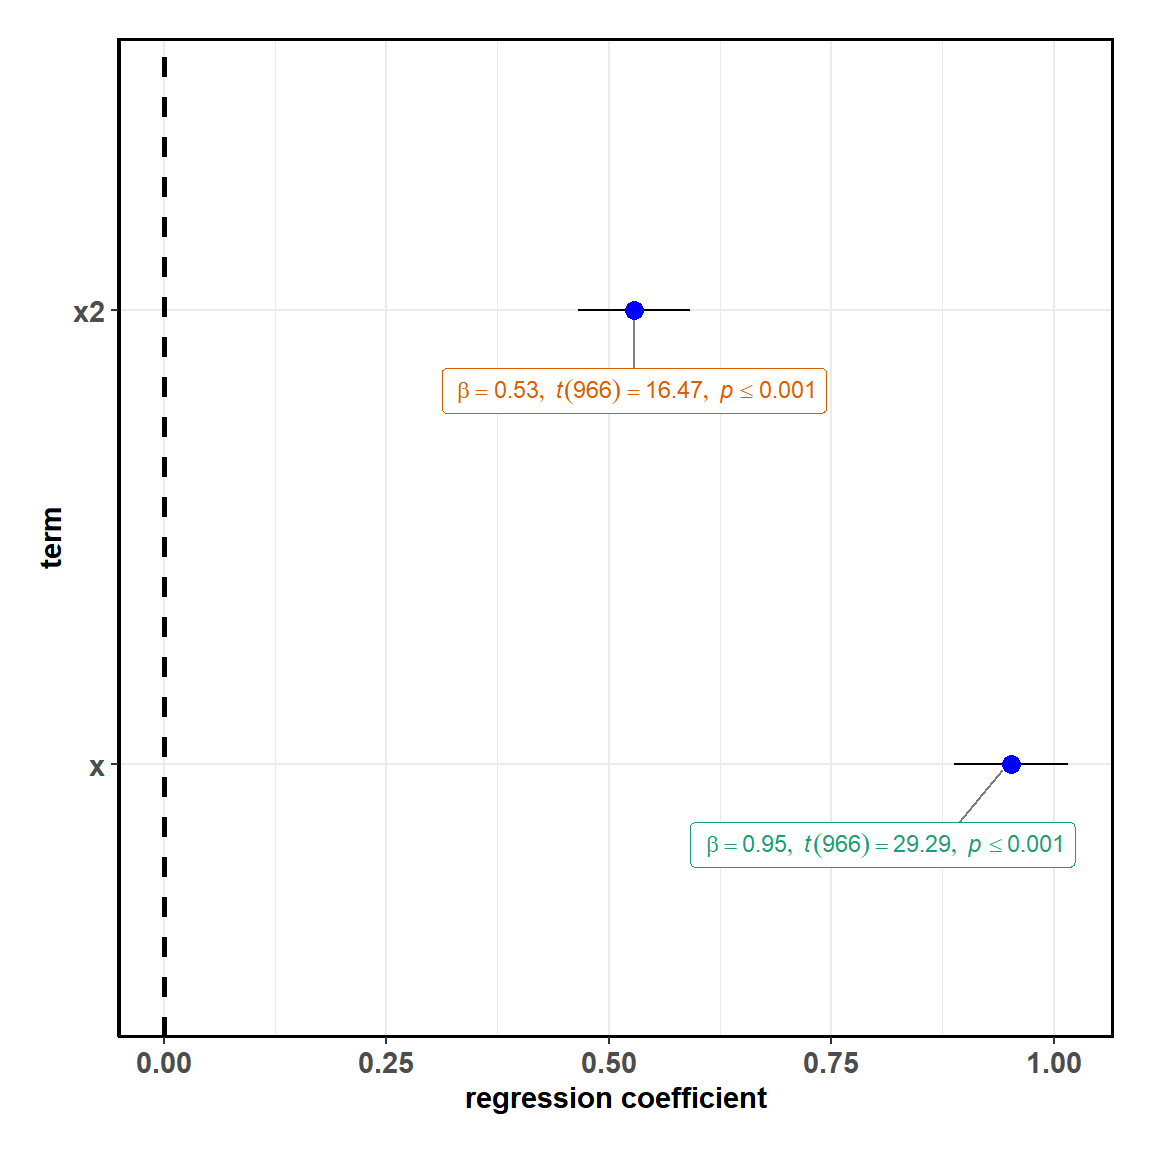 x2
β = 0.53, t(966) = 16.47, p ≤ 0.001
term
x
β = 0.95, t(966) = 29.29, p ≤ 0.001
0.00 0.25 0.50 0.75 1.00
regression coefficient